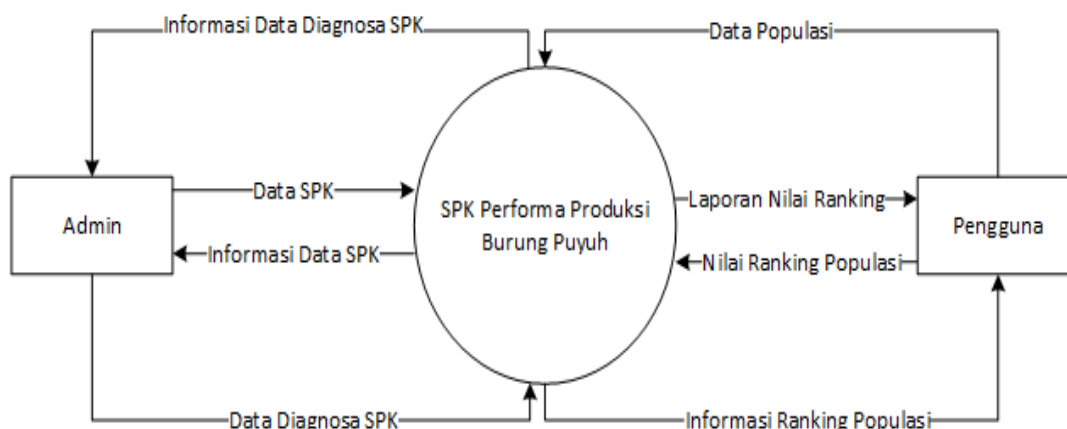 Informasi Data Diagnosa SPK
Data Populasi
Data SPK
Laporan Nilai Ranking
Admin
SPK Performa Produksi
Burung Puyuh
Pengguna
Informasi Data SPK
Nilai Ranking Populasi
Data Diagnosa SPK
Informasi Ranking Populasi